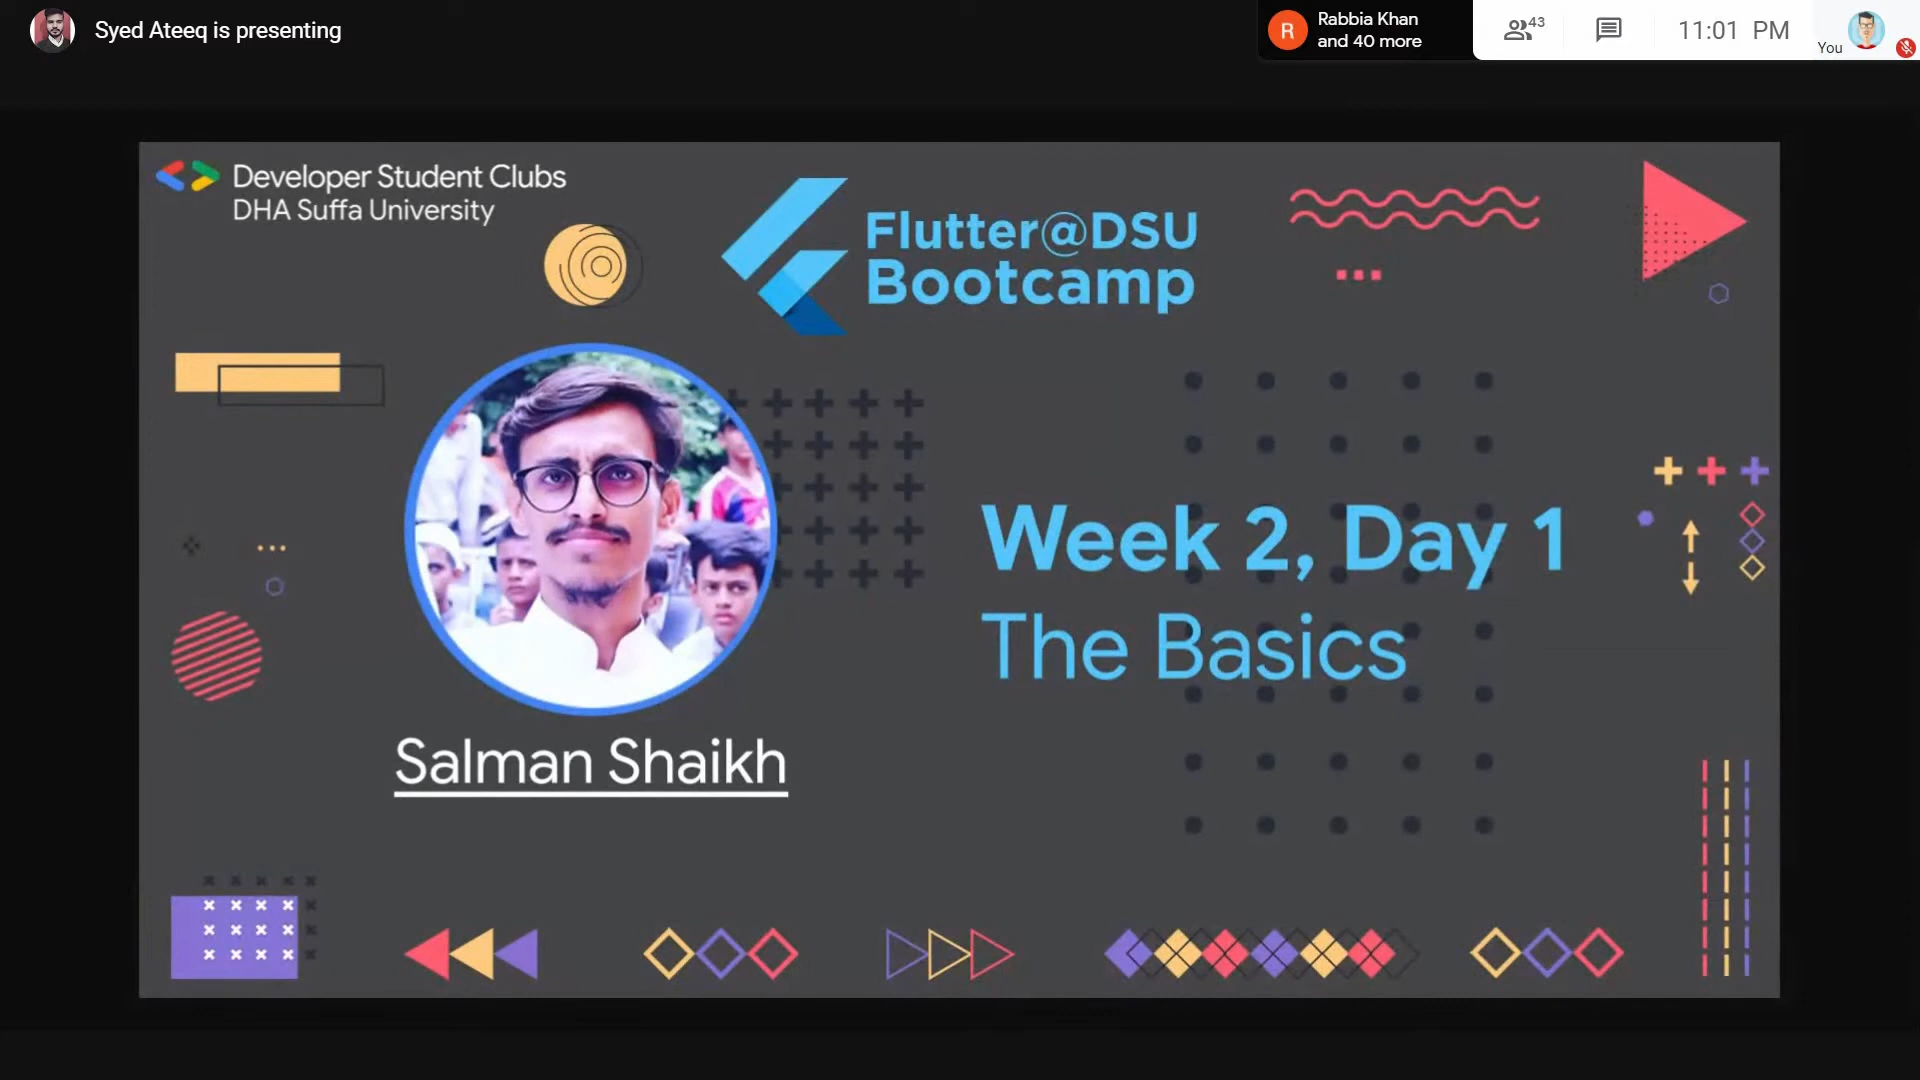 Syed Ateeq is presenting
R
Rabbia Khan
and 40 more
43
11:01 PM
You
Developer Student Clubs
DHA Suffa University
Flutter@DSU
Bootcamp
Week 2, Day 1
The Basics
Salman Shaikh